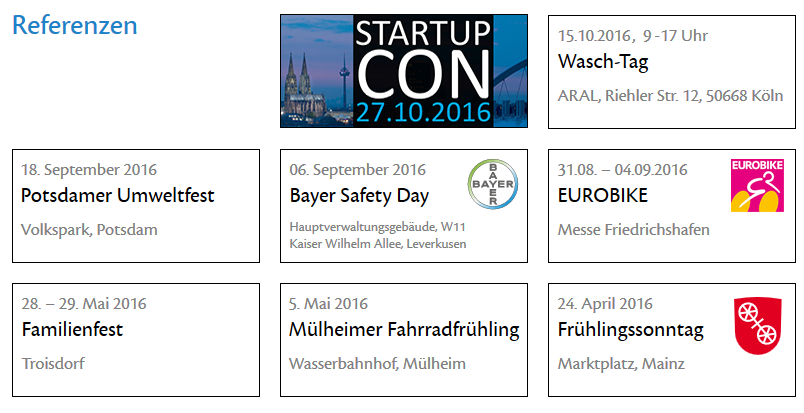 Referenzen
STARTUP
CON
27.10.2016
15.10.2016,  9 -17 Uhr
Wasch-Tag
ARAL, Riehler Str. 12, 50668 Köln
18. September 2016
Potsdamer Umweltfest
Volkspark, Potsdam
06. September 2016
Bayer Safety Day
Hauptverwaltungsgebäude, W11
Kaiser Wilhelm Allee, Leverkusen
BAYER
BAYER
31.08. – 04.09.2016
EUROBIKE
Messe Friedrichshafen
EUROBIKE
28. – 29. Mai 2016
Familienfest
Troisdorf
5. Mai 2016
Mülheimer Fahrradfrühling
Wasserbahnhof, Mülheim
24. April 2016
Frühlingssonntag
Marktplatz, Mainz